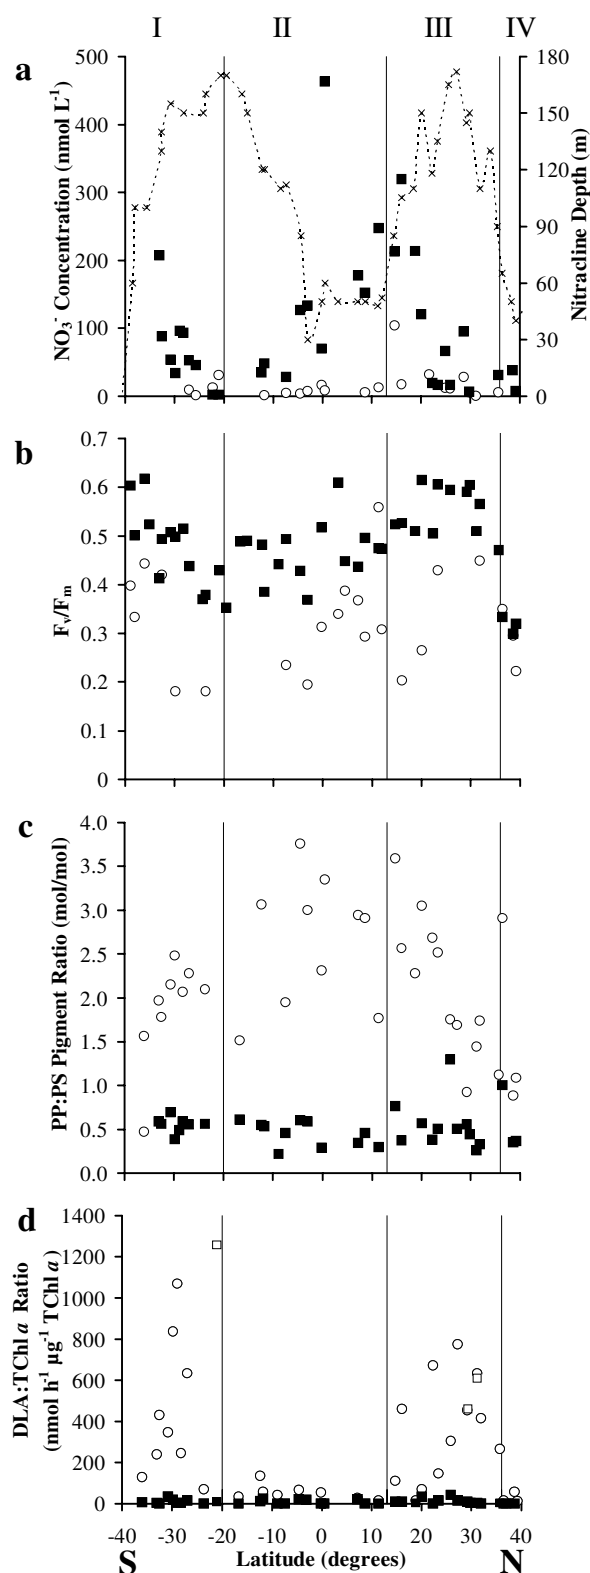 I II III IV
a
NO₃⁻ Concentration (nmol L⁻¹)
500
400
300
200
100
0
180
150
120
90
60
30
0
Nitracline Depth (m)
b
Fᵥ/Fₘ
0.7
0.6
0.5
0.4
0.3
0.2
0.1
0
c
PP:PS Pigment Ratio (mol/mol)
4.0
3.5
3.0
2.5
2.0
1.5
1.0
0.5
0.0
d
DLA:TChl a Ratio
(nmol h⁻¹ µg⁻¹ TChl a)
1400
1200
1000
800
600
400
200
0
-40 -30 -20 -10 0 10 20 30 40
S Latitude (degrees) N